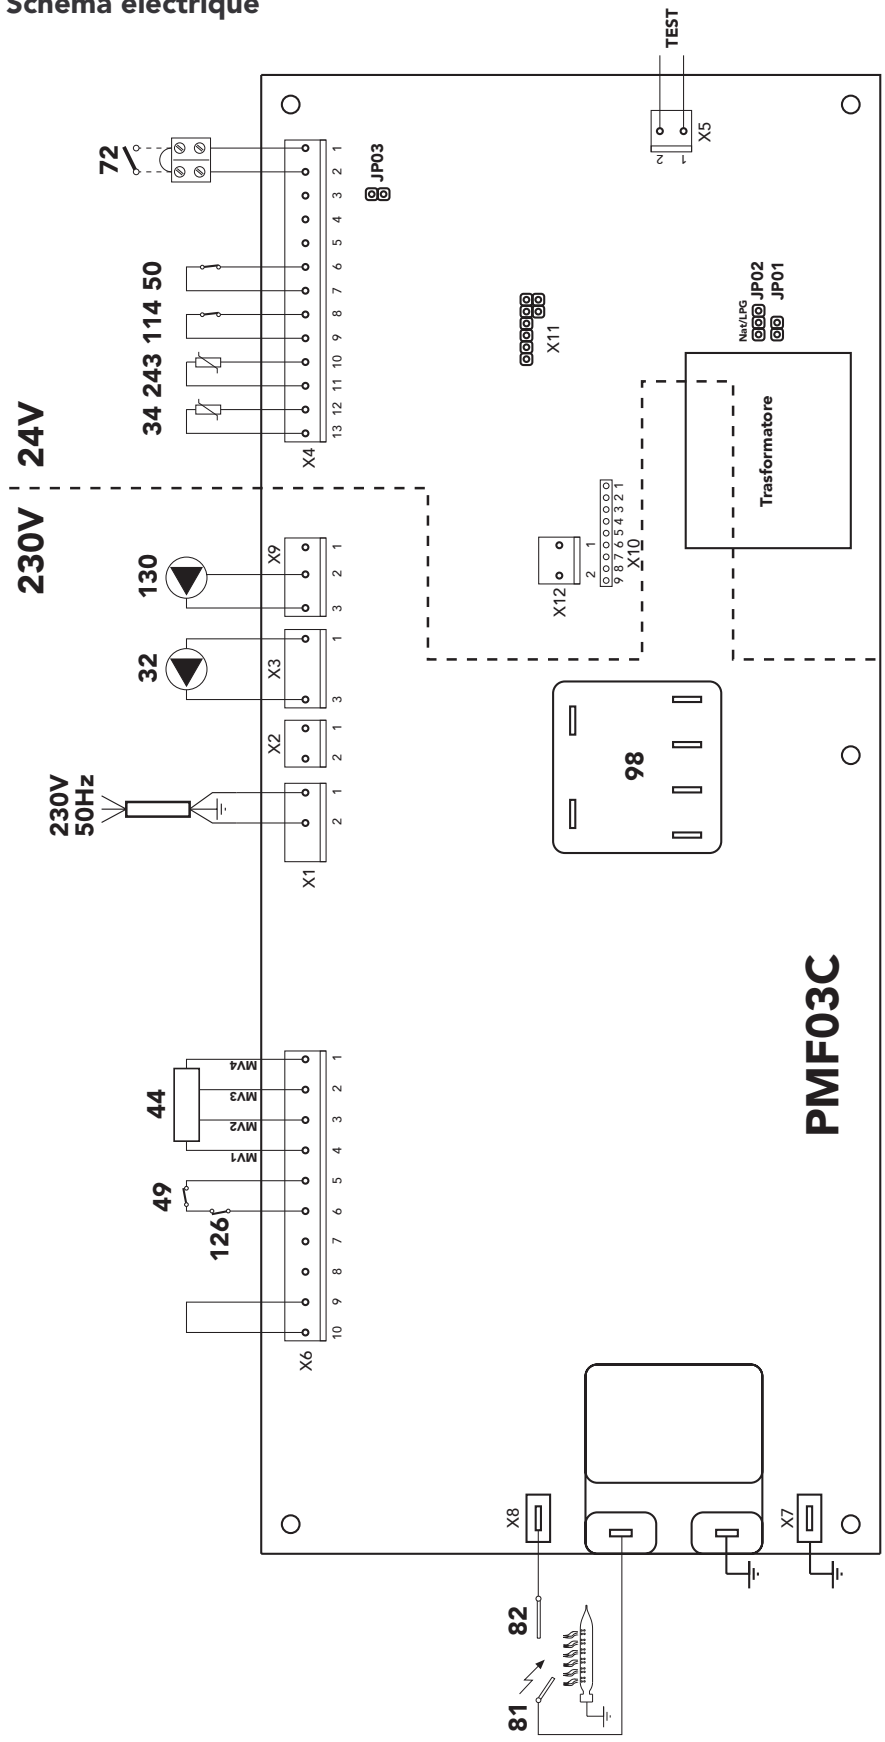 Schéma électrique
24V
230V
72
34 243 114 50
130
32
230V
50Hz
44
49
126
MV1 MV2 MV3 MV4
X4
13 12 11 10 9 8 7 6 5 4 3 2 1
JP03
X9
3 2 1
X3
3 1
X2
2 1
X1
2 1
X6
10 9 8 7 6 5 4 3 2 1
TEST
X5
2 1
X11
Nat/LPG
JP02
JP01
Trasformatore
X12
2 1
9 8 7 6 5 4 3 2 1
X10
98
PMF03C
X8
X7
82
81